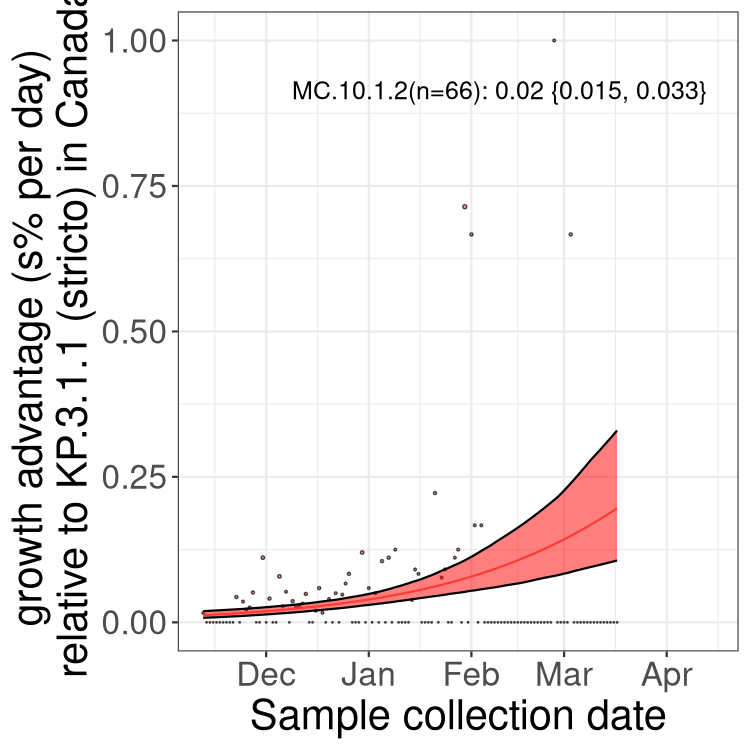 growth advantage (s% per day)
relative to KP.3.1.1 (stricto) in Canada
1.00
MC.10.1.2(n=66): 0.02 {0.015, 0.033}
0.75
0.50
0.25
0.00
Dec Jan Feb Mar Apr
Sample collection date